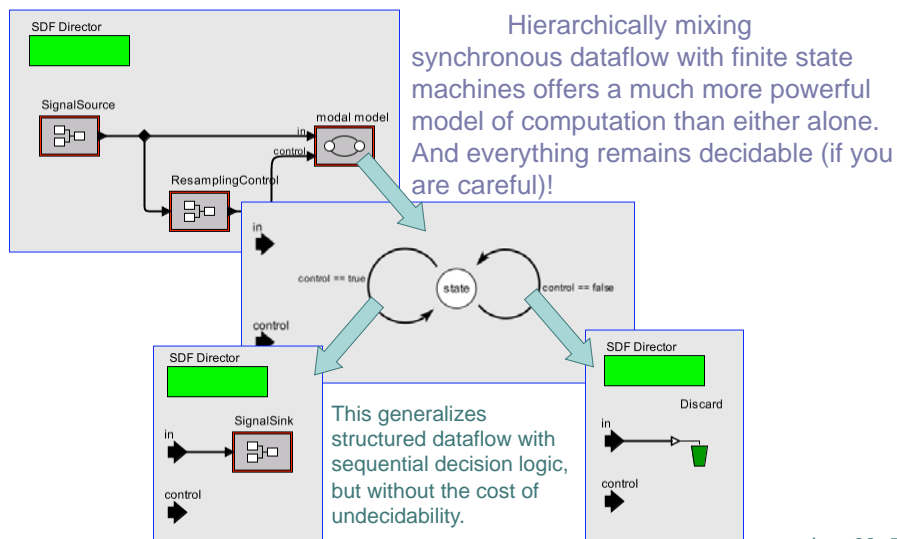 SDF Director
SignalSource
modal model
in
control
ResamplingControl
Hierarchically mixing
synchronous dataflow with finite state
machines offers a much more powerful
model of computation than either alone.
And everything remains decidable (if you
are careful)!
in
control == true
state
control == false
control
SDF Director
in
SignalSink
control
This generalizes
structured dataflow with
sequential decision logic,
but without the cost of
undecidability.
SDF Director
Discard
in
control